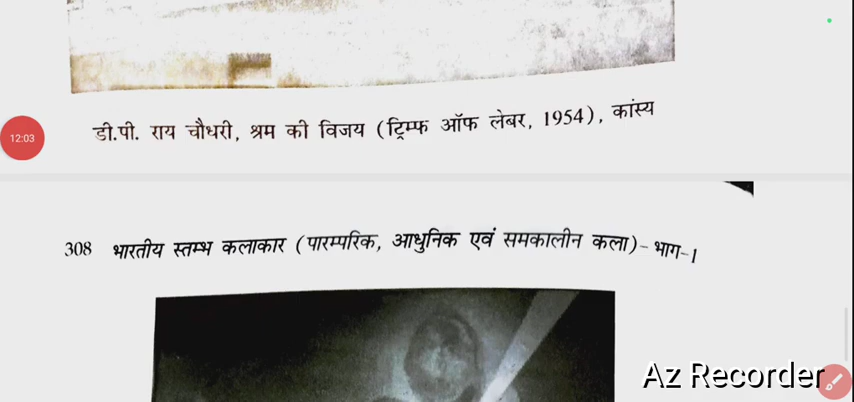 12:03
डी.पी. राय चौधरी, श्रम की विजय (ट्रिम्फ ऑफ लेबर, 1954), कांस्य
308 भारतीय स्तम्भ कलाकार (पारम्परिक, आधुनिक एवं समकालीन कला)-भाग-1
Az Recorder